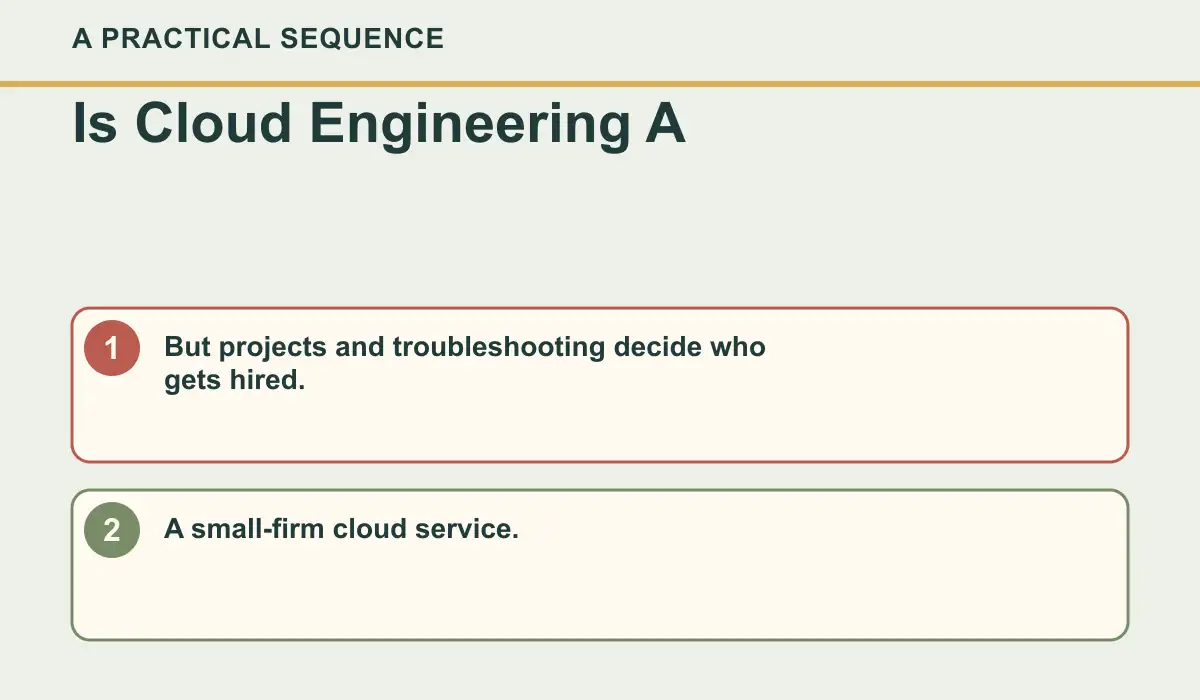 A PRACTICAL SEQUENCE
Is Cloud Engineering A
1
But projects and troubleshooting decide who
gets hired.
2
A small-firm cloud service.